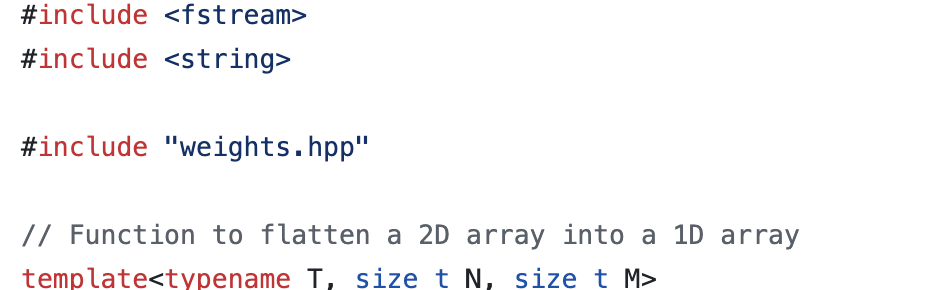 #include <fstream>
#include <string>
#include "weights.hpp"
// Function to flatten a 2D array into a 1D array
template<typename T, size_t N, size_t M>